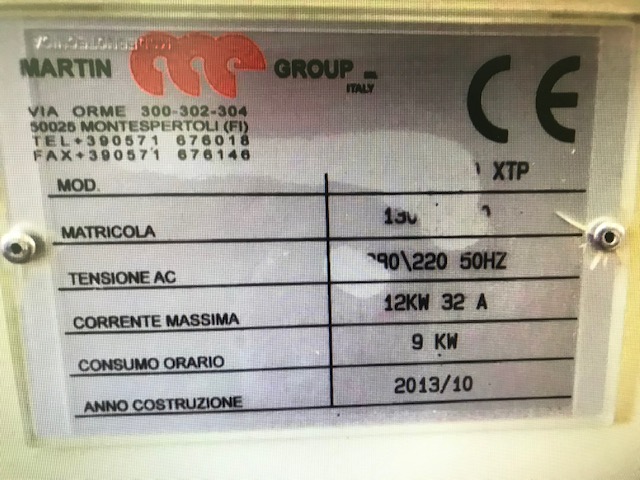 MARTIN GROUP
ITALY
VIA ORME 300-302-304
50025 MONTESPERTOLI (FI)
TEL+390571 676018
FAX+390571 676146
CE
MOD. XTP
MATRICOLA
TENSIONE AC 90\220 50HZ
CORRENTE MASSIMA 12KW 32 A
CONSUMO ORARIO 9 KW
ANNO COSTRUZIONE 2013/10